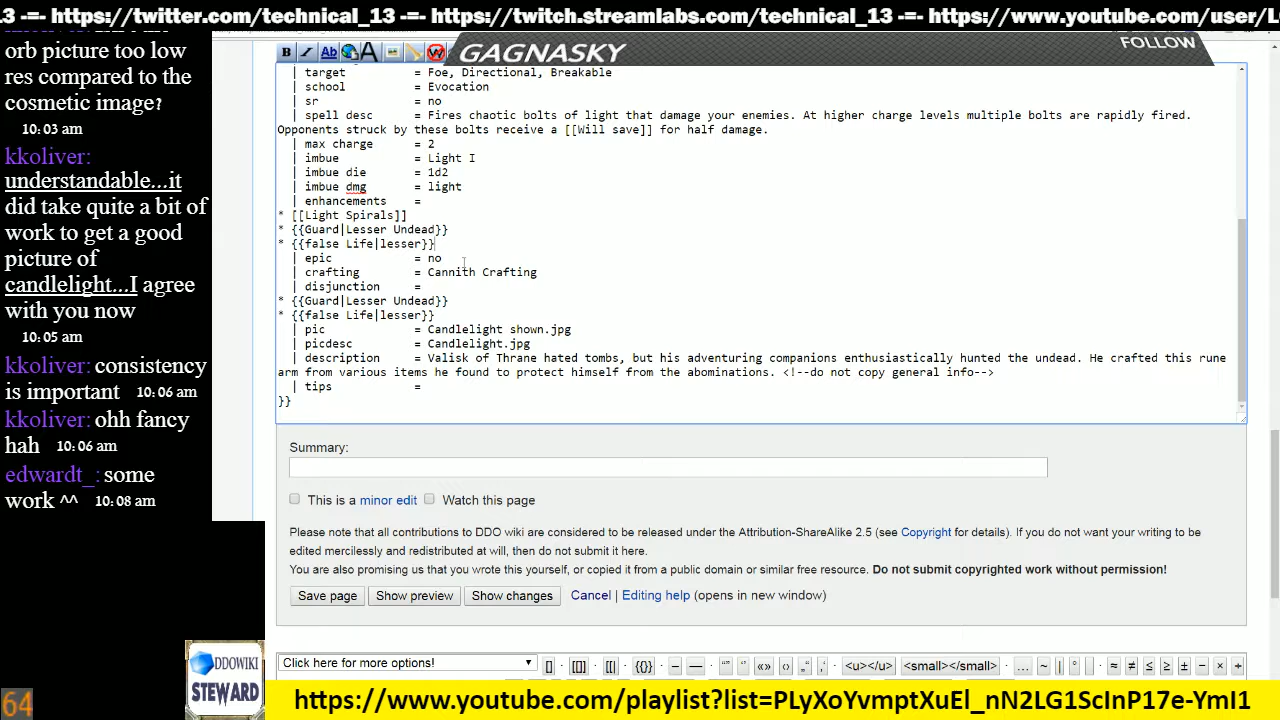 13 -=- https://twitter.com/technical_13 -=- https://twitch.streamlabs.com/technical_13 -=- https://www.youtube.com/user/L
orb picture too low
res compared to the
cosmetic image?
10:03 am
kkoliver:
understandable...it
did take quite a bit of
work to get a good
picture of
candlelight...I agree
with you now
10:05 am
kkoliver: consistency
is important 10:06 am
kkoliver: ohh fancy
hah 10:06 am
edwardt_: some
work ^^ 10:08 am
GAGNASKY
FOLLOW
B I Ab A W
| target = Foe, Directional, Breakable
| school = Evocation
| sr = no
| spell desc = Fires chaotic bolts of light that damage your enemies. At higher charge levels multiple bolts are rapidly fired.
Opponents struck by these bolts receive a [[Will save]] for half damage.
| max charge = 2
| imbue = Light I
| imbue die = 1d2
| imbue dmg = light
| enhancements =
* [[Light Spirals]]
* {{Guard|Lesser Undead}}
* {{false Life|lesser}}
| epic = no
| crafting = Cannith Crafting
| disjunction =
* {{Guard|Lesser Undead}}
* {{false Life|lesser}}
| pic = Candlelight shown.jpg
| picdesc = Candlelight.jpg
| description = Valisk of Thrane hated tombs, but his adventuring companions enthusiastically hunted the undead. He crafted this rune
arm from various items he found to protect himself from the abominations. <!--do not copy general info-->
| tips =
}}
Summary:
This is a minor edit Watch this page
Please note that all contributions to DDO wiki are considered to be released under the Attribution-ShareAlike 2.5 (see Copyright for details). If you do not want your writing to be
edited mercilessly and redistributed at will, then do not submit it here.
You are also promising us that you wrote this yourself, or copied it from a public domain or similar free resource. Do not submit copyrighted work without permission!
Save page Show preview Show changes Cancel | Editing help (opens in new window)
Click here for more options! [] · [[]] · [[| · {{}} · – · — · “” · ‘’ · «» · ‹› · „“ · ‚‘ · <u></u> · <small></small> · … · ~ · | · ° · · ≈ · ≠ · ≤ · ≥ · ± · − · × · ÷
DDOWIKI
STEWARD
64
https://www.youtube.com/playlist?list=PLyXoYvmptXuEl_nN2LG1ScInP17e-YmI1